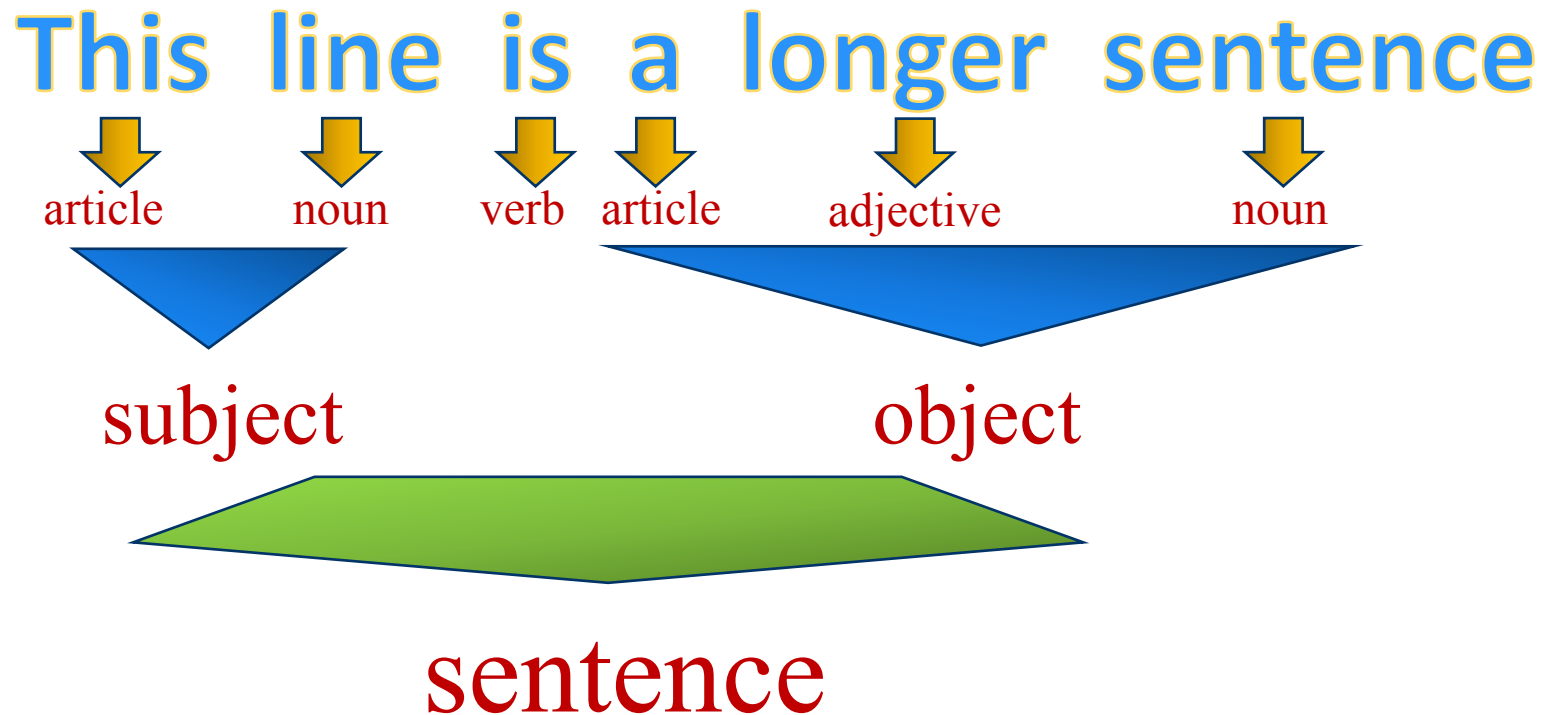 This line is a longer sentence
article noun verb article adjective noun
subject object
sentence